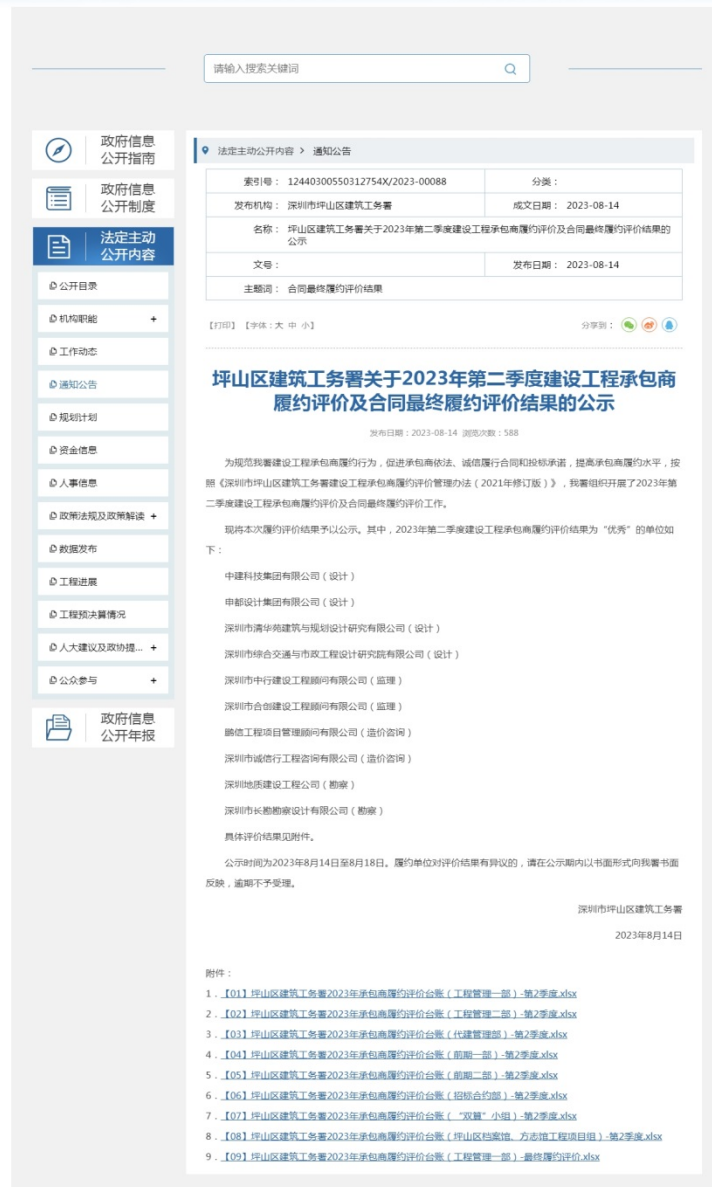 请输入搜索关键词
政府信息
公开指南
政府信息
公开制度
法定主动
公开内容
公开目录
机构职能 +
工作动态
通知公告
规划计划
资金信息
人事信息
政策法规及政策解读 +
数据发布
工程进展
工程预决算情况
人大建议及政协提... +
公众参与 +
政府信息
公开年报
法定主动公开内容 > 通知公告
索引号： 12440300550312754X/2023-00088 分类：
发布机构： 深圳市坪山区建筑工务署 成文日期： 2023-08-14
名称： 坪山区建筑工务署关于2023年第二季度建设工程承包商履约评价及合同最终履约评价结果的
公示
文号： 发布日期： 2023-08-14
主题词： 合同最终履约评价结果
【打印】 【字体：大 中 小】 分享到：
坪山区建筑工务署关于2023年第二季度建设工程承包商
履约评价及合同最终履约评价结果的公示
发布日期：2023-08-14 浏览次数：588
为规范我署建设工程承包商履约行为，促进承包商依法、诚信履行合同和投标承诺，提高承包商履约水平，按
照《深圳市坪山区建筑工务署建设工程承包商履约评价管理办法（2021年修订版）》，我署组织开展了2023年第
二季度建设工程承包商履约评价及合同最终履约评价工作。
现将本次履约评价结果予以公示。其中，2023年第二季度建设工程承包商履约评价结果为“优秀”的单位如
下：
中建科技集团有限公司（设计）
申都设计集团有限公司（设计）
深圳市清华苑建筑与规划设计研究有限公司（设计）
深圳市综合交通与市政工程设计研究院有限公司（设计）
深圳市中行建设工程顾问有限公司（监理）
深圳市合创建设工程顾问有限公司（监理）
鹏信工程项目管理顾问有限公司（造价咨询）
深圳市诚信行工程咨询有限公司（造价咨询）
深圳地质建设工程公司（勘察）
深圳市长勘勘察设计有限公司（勘察）
具体评价结果见附件。
公示时间为2023年8月14日至8月18日。履约单位对评价结果有异议的，请在公示期内以书面形式向我署书面
反映，逾期不予受理。
深圳市坪山区建筑工务署
2023年8月14日
附件：
1．【01】坪山区建筑工务署2023年承包商履约评价台账（工程管理一部）-第2季度.xlsx
2．【02】坪山区建筑工务署2023年承包商履约评价台账（工程管理二部）-第2季度.xlsx
3．【03】坪山区建筑工务署2023年承包商履约评价台账（代建管理部）-第2季度.xlsx
4．【04】坪山区建筑工务署2023年承包商履约评价台账（前期一部）-第2季度.xlsx
5．【05】坪山区建筑工务署2023年承包商履约评价台账（前期二部）-第2季度.xlsx
6．【06】坪山区建筑工务署2023年承包商履约评价台账（招标合约部）-第2季度.xlsx
7．【07】坪山区建筑工务署2023年承包商履约评价台账（ “双算”小组）-第2季度.xlsx
8．【08】坪山区建筑工务署2023年承包商履约评价台账（坪山区档案馆、方志馆工程项目组）-第2季度.xlsx
9．【09】坪山区建筑工务署2023年承包商履约评价台账（工程管理一部）-最终履约评价.xlsx